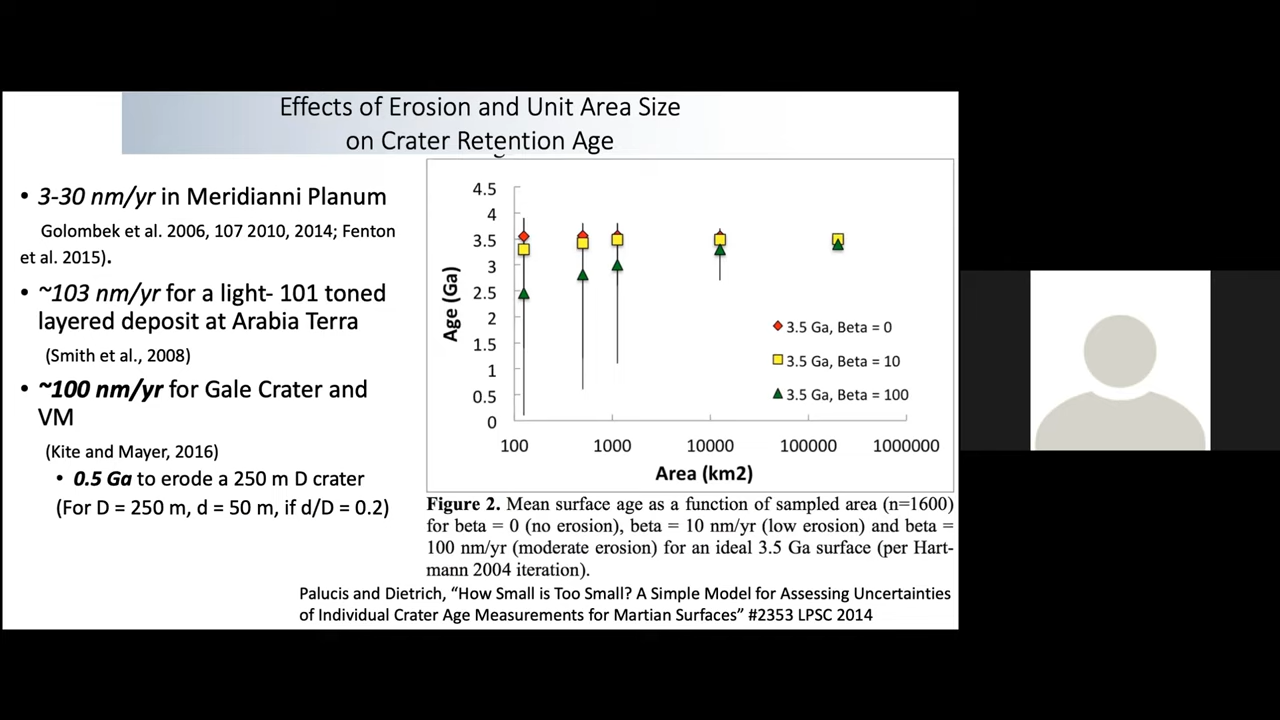 Effects of Erosion and Unit Area Size
on Crater Retention Age
• 3-30 nm/yr in Meridianni Planum
Golombek et al. 2006, 107 2010, 2014; Fenton
et al. 2015).
• ~103 nm/yr for a light- 101 toned
layered deposit at Arabia Terra
(Smith et al., 2008)
• ~100 nm/yr for Gale Crater and
VM
(Kite and Mayer, 2016)
• 0.5 Ga to erode a 250 m D crater
(For D = 250 m, d = 50 m, if d/D = 0.2)
4.5
4
3.5
3
2.5
2
1.5
1
0.5
0
Age (Ga)
3.5 Ga, Beta = 0
3.5 Ga, Beta = 10
3.5 Ga, Beta = 100
100 1000 10000 100000 1000000
Area (km2)
Figure 2. Mean surface age as a function of sampled area (n=1600)
for beta = 0 (no erosion), beta = 10 nm/yr (low erosion) and beta =
100 nm/yr (moderate erosion) for an ideal 3.5 Ga surface (per Hart-
mann 2004 iteration).
Palucis and Dietrich, “How Small is Too Small? A Simple Model for Assessing Uncertainties
of Individual Crater Age Measurements for Martian Surfaces” #2353 LPSC 2014